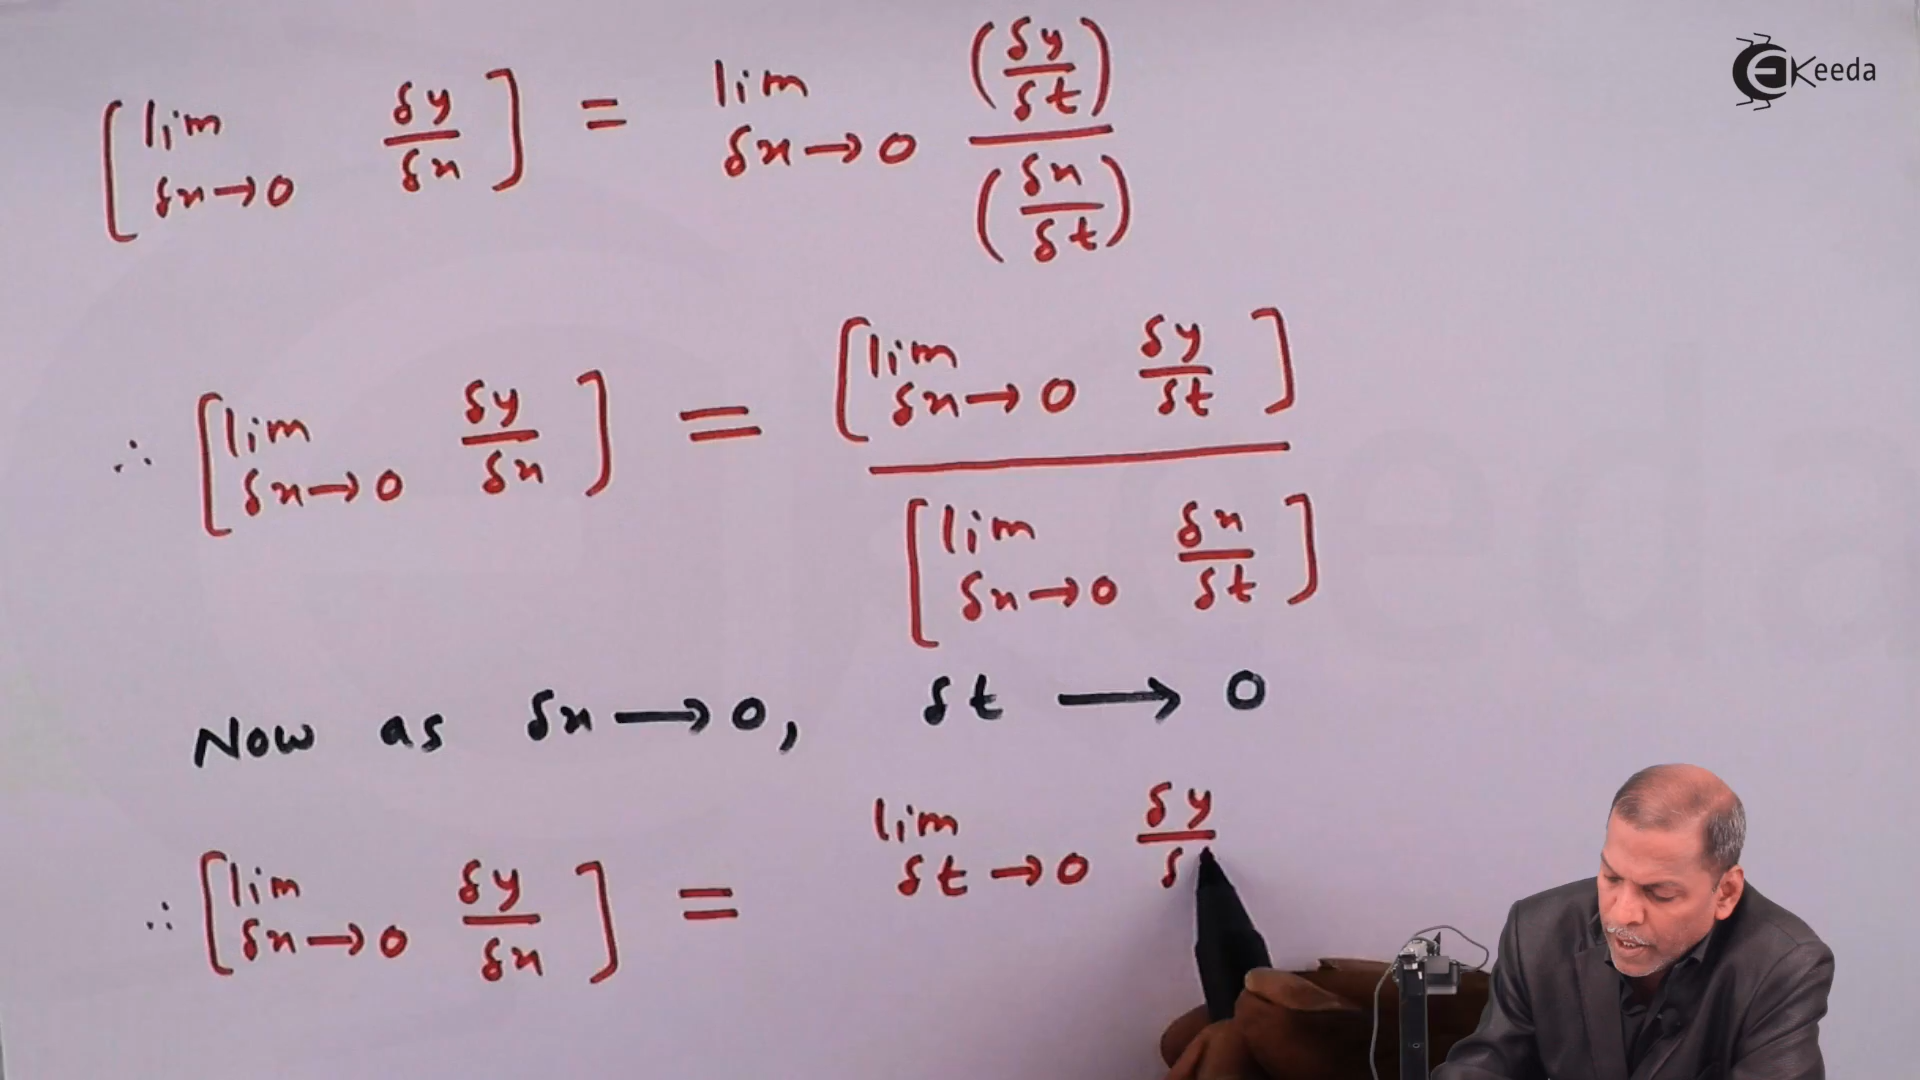 [lim δx→0 δy/δx] = lim δx→0 (δy/δt)/(δx/δt)
EKeeda
∴ [lim δx→0 δy/δx] = [lim δx→0 δy/δt]/[lim δx→0 δx/δt]
Now as δx→0, δt→0
∴ [lim δx→0 δy/δx] = lim δt→0 δy/δ